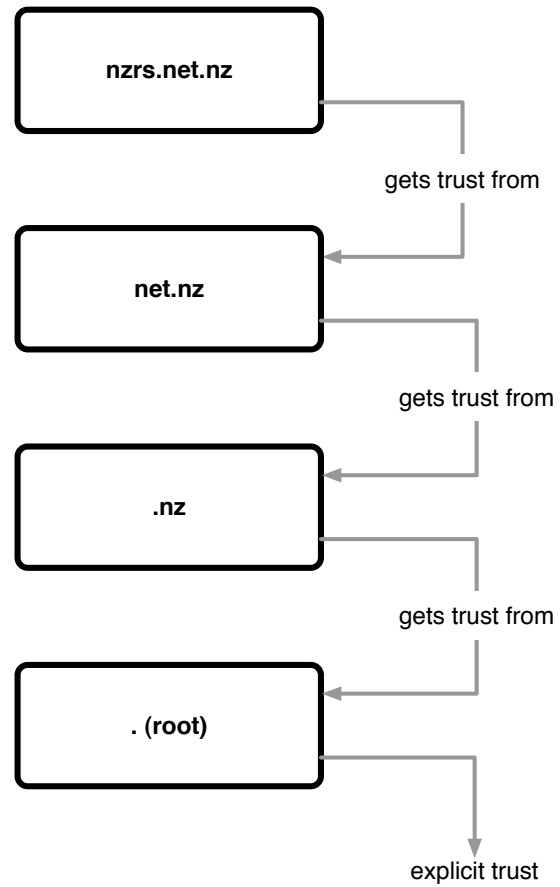 nzrs.net.nz
gets trust from
net.nz
gets trust from
.nz
gets trust from
. (root)
explicit trust